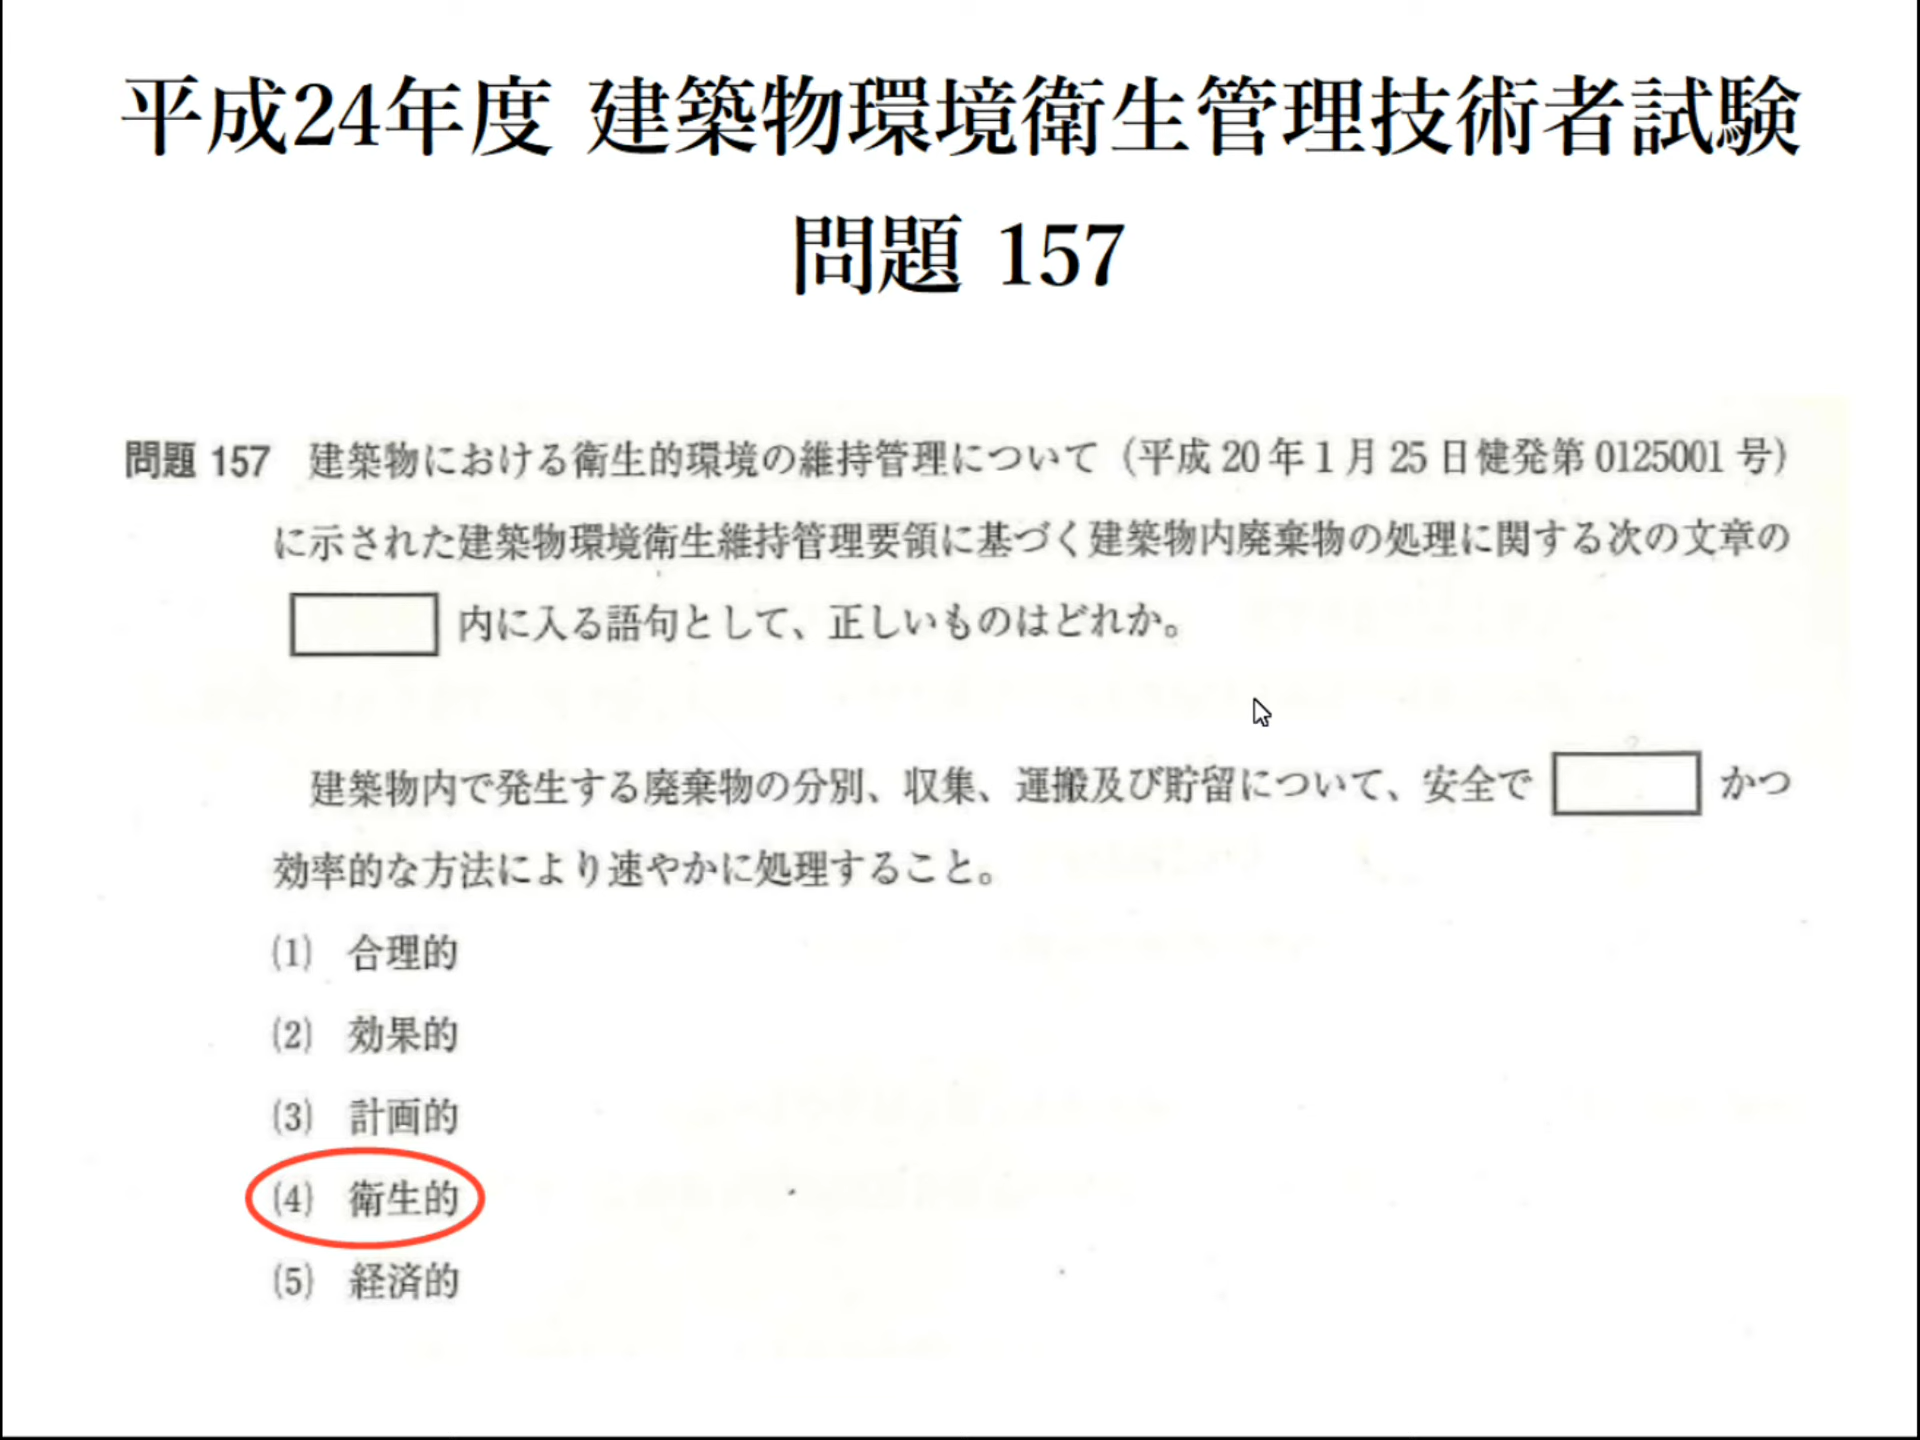 平成24年度 建築物環境衛生管理技術者試験
問題 157
問題 157 建築物における衛生的環境の維持管理について（平成 20 年 1 月 25 日健発第 0125001 号）
に示された建築物環境衛生維持管理要領に基づく建築物内廃棄物の処理に関する次の文章の
内に入る語句として、正しいものはどれか。
建築物内で発生する廃棄物の分別、収集、運搬及び貯留について、安全で かつ
効率的な方法により速やかに処理すること。
(1) 合理的
(2) 効果的
(3) 計画的
(4) 衛生的
(5) 経済的